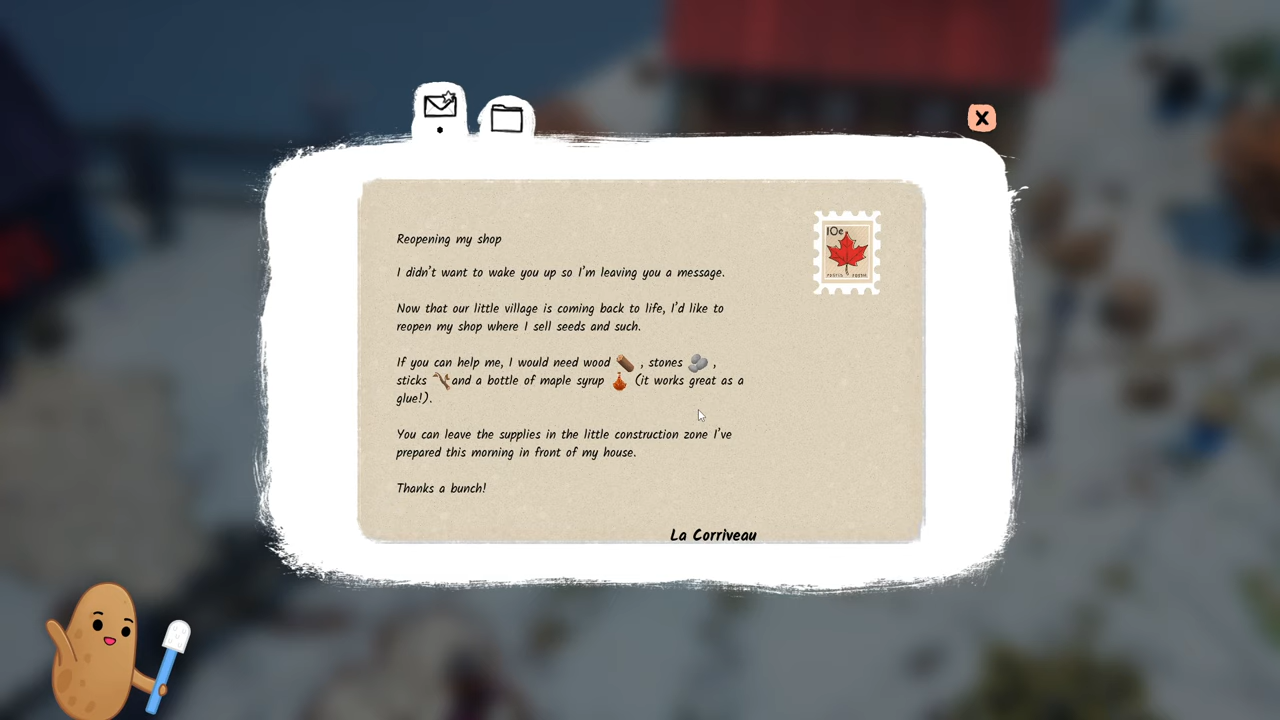 10¢
Reopening my shop
I didn't want to wake you up so I'm leaving you a message.
Now that our little village is coming back to life, I'd like to
reopen my shop where I sell seeds and such.
If you can help me, I would need wood , stones ,
sticks and a bottle of maple syrup (it works great as a
glue!).
You can leave the supplies in the little construction zone I've
prepared this morning in front of my house.
Thanks a bunch!
La Corriveau